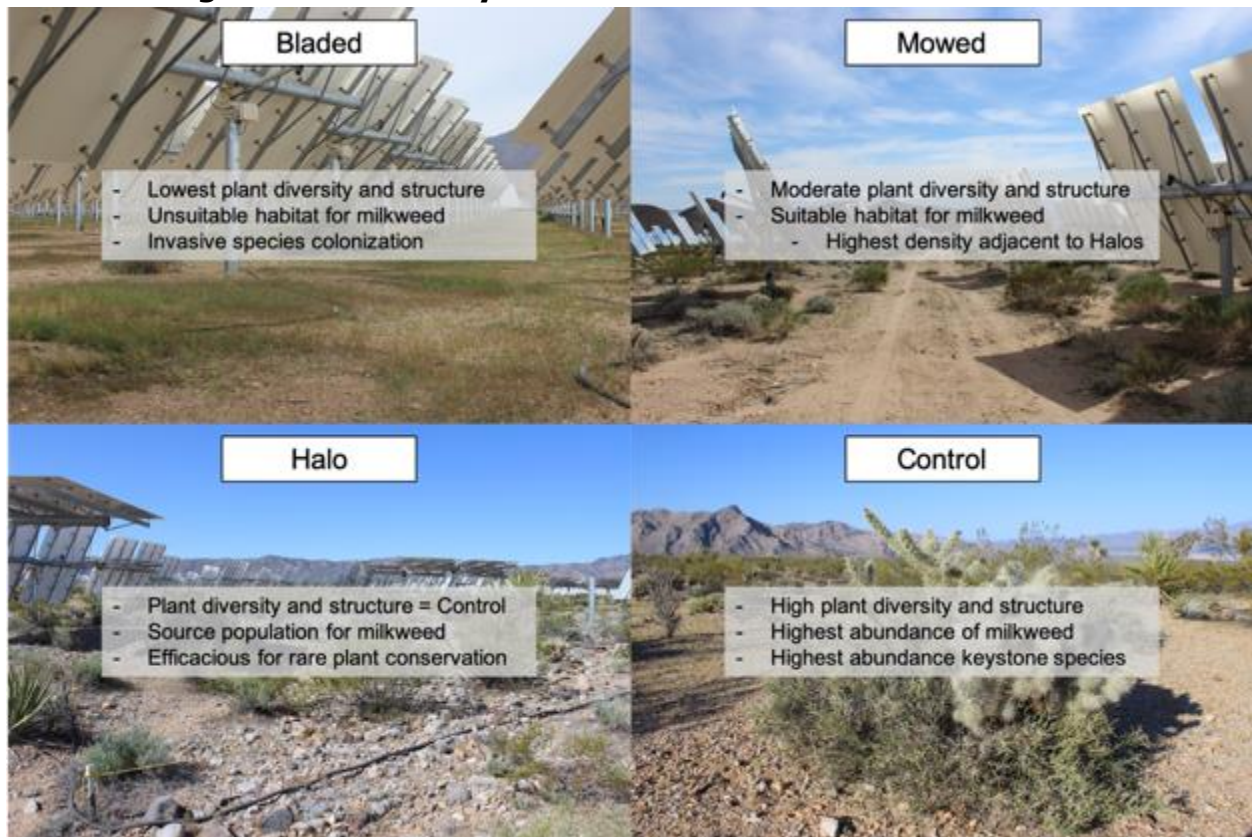 Bladed
- Lowest plant diversity and structure
- Unsuitable habitat for milkweed
- Invasive species colonization
Mowed
- Moderate plant diversity and structure
- Suitable habitat for milkweed
- Highest density adjacent to Halos
Halo
- Plant diversity and structure = Control
- Source population for milkweed
- Efficacious for rare plant conservation
Control
- High plant diversity and structure
- Highest abundance of milkweed
- Highest abundance keystone species